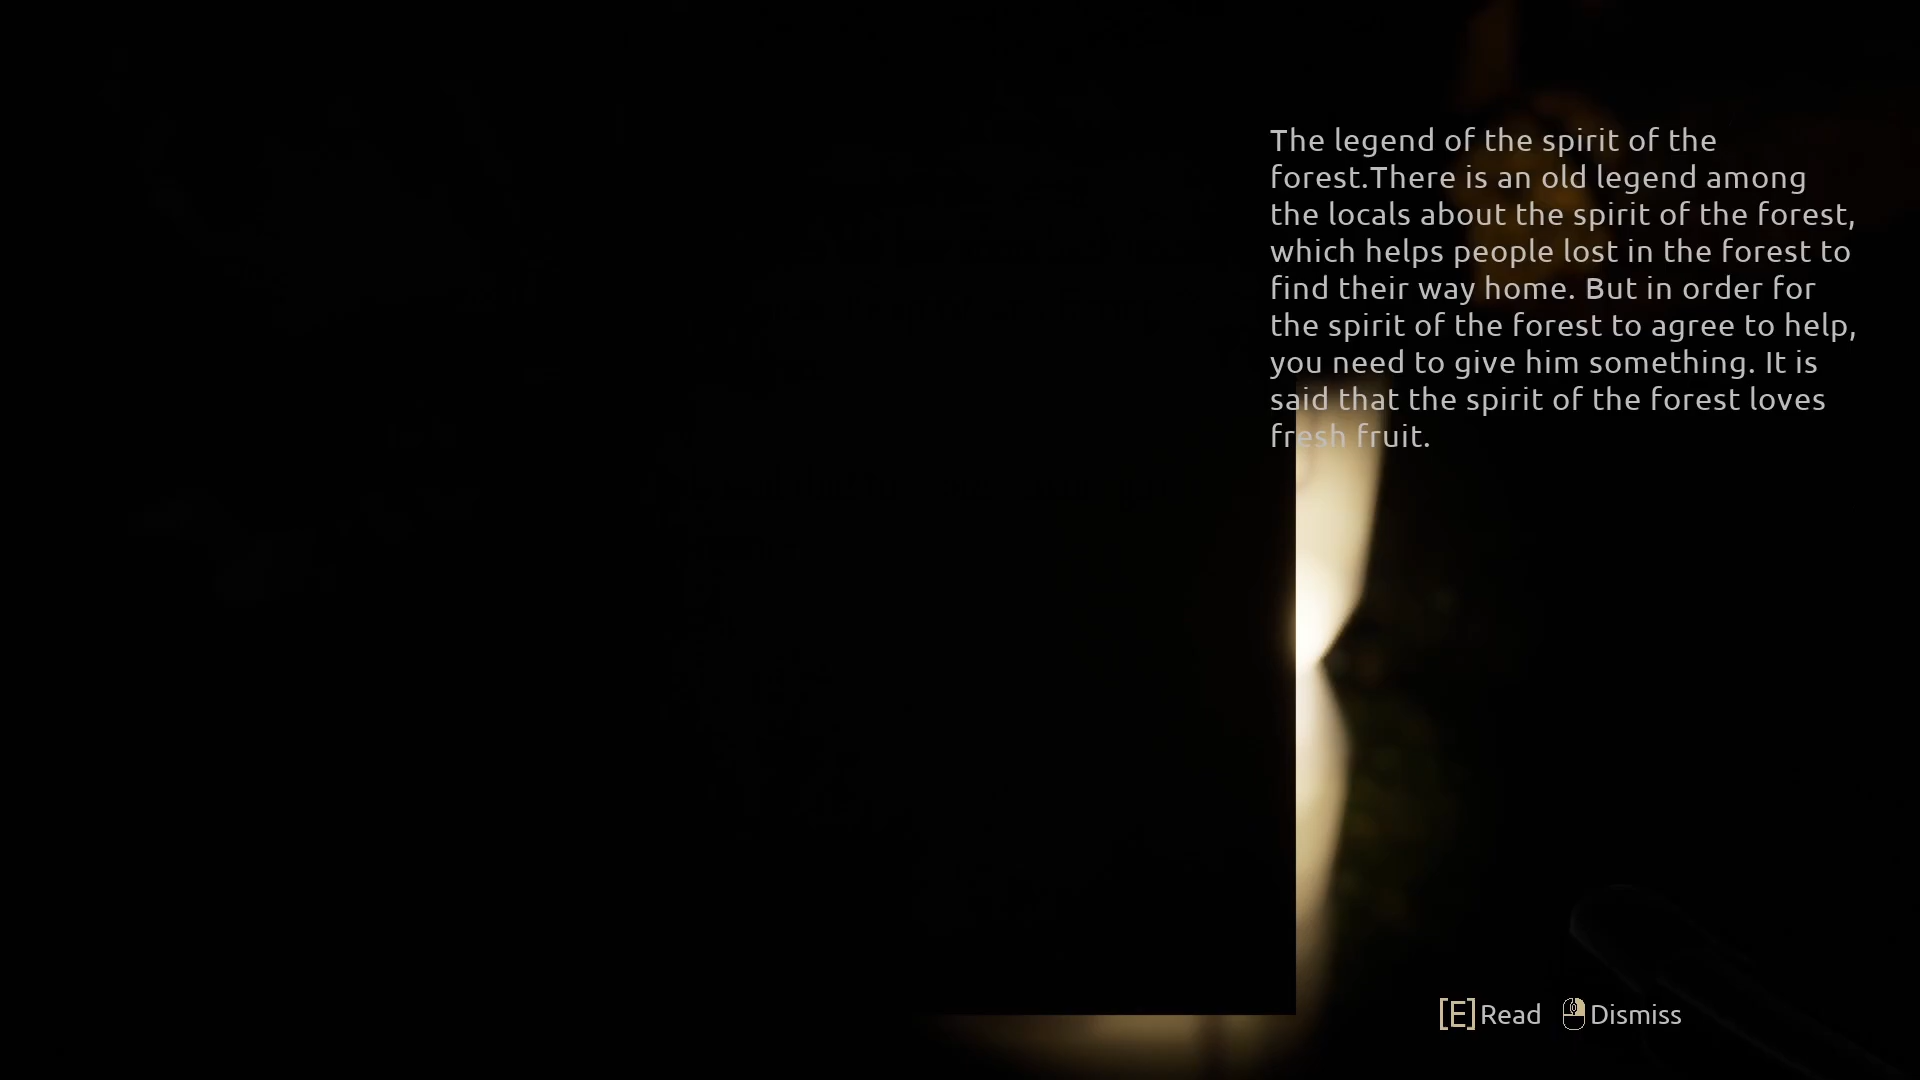 The legend of the spirit of the
forest.There is an old legend among
the locals about the spirit of the forest,
which helps people lost in the forest to
find their way home. But in order for
the spirit of the forest to agree to help,
you need to give him something. It is
said that the spirit of the forest loves
fresh fruit.
[E]Read Dismiss